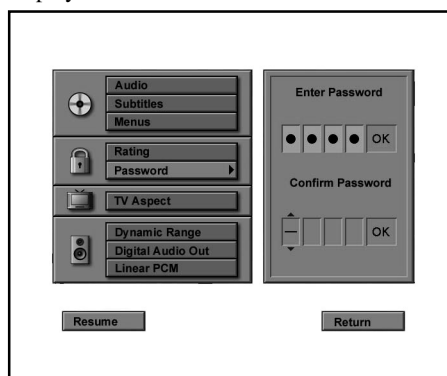 Audio
Subtitles
Menus
Rating
Password
TV Aspect
Dynamic Range
Digital Audio Out
Linear PCM
Enter Password
OK
Confirm Password
OK
Resume
Return